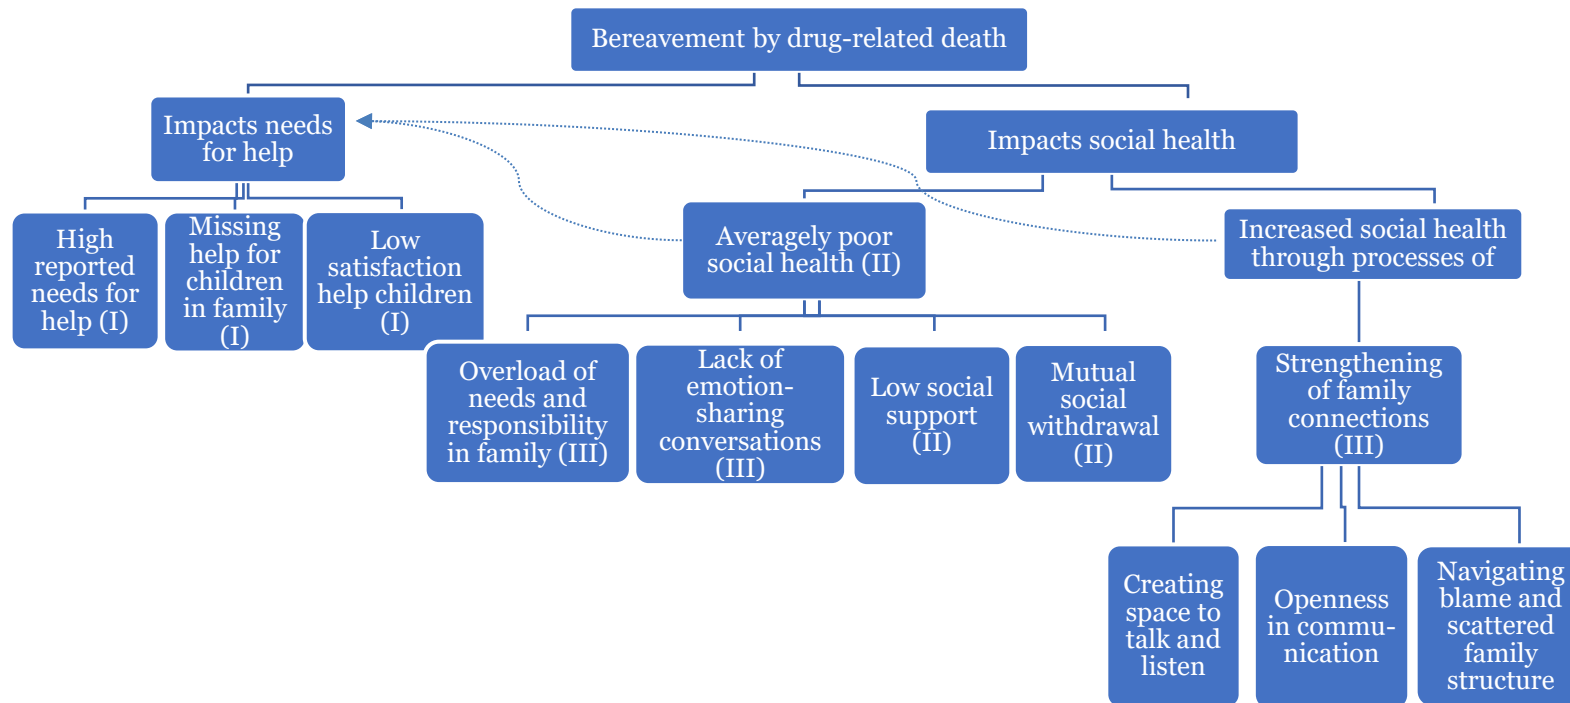 Bereavement by drug-related death
Impacts needs
for help
Impacts social health
High
reported
needs for
help (I)
Missing
help for
children
in family
(I)
Low
satisfaction
help children
(I)
Averagely poor
social health (II)
Increased social health
through processes of
Overload of
needs and
responsibility
in family (III)
Lack of
emotion-
sharing
conversations
(III)
Low social
support
(II)
Mutual
social
withdrawal
(II)
Strengthening
of family
connections
(III)
Creating
space to
talk and
listen
Openness
in commu-
nication
Navigating
blame and
scattered
family
structure